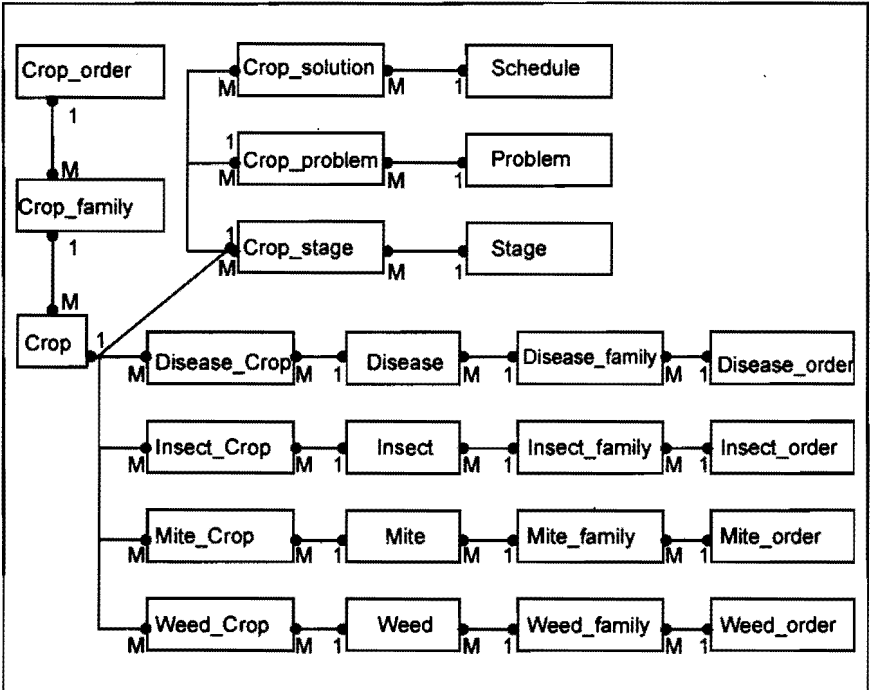 Crop_order
1
M
Crop_family
1
M
Crop
1
Crop_solution
M
M
1
Schedule
1
M
Crop_problem
M
1
Problem
1
M
Crop_stage
M
1
Stage
M
Disease_Crop
M
1
Disease
M
1
Disease_family
M
1
Disease_order
M
Insect_Crop
M
1
Insect
M
1
Insect_family
M
1
Insect_order
M
Mite_Crop
M
1
Mite
M
1
Mite_family
M
1
Mite_order
M
Weed_Crop
M
1
Weed
M
1
Weed_family
M
1
Weed_order